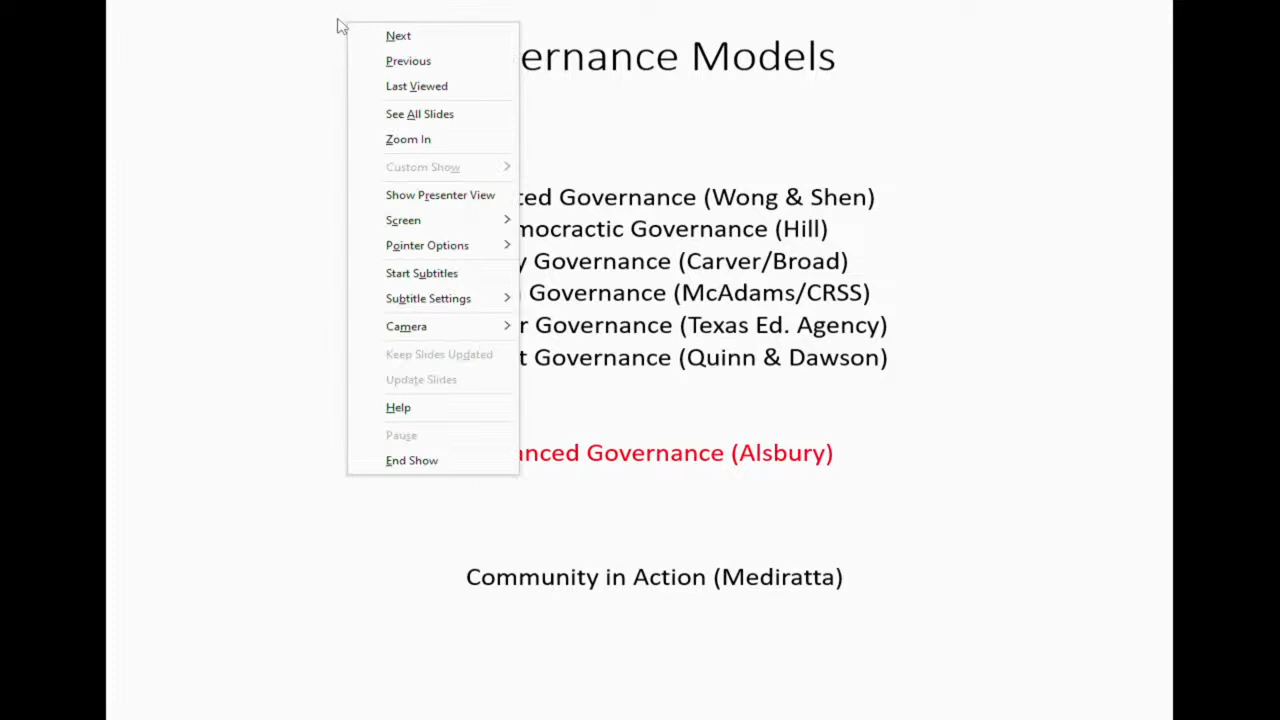 Next
Previous
Last Viewed
See All Slides
Zoom In
Custom Show
Show Presenter View
Screen
Pointer Options
Start Subtitles
Subtitle Settings
Camera
Keep Slides Updated
Update Slides
Help
Pause
End Show
ernance Models
ted Governance (Wong & Shen)
mocractic Governance (Hill)
y Governance (Carver/Broad)
Governance (McAdams/CRSS)
r Governance (Texas Ed. Agency)
t Governance (Quinn & Dawson)
nced Governance (Alsbury)
Community in Action (Mediratta)